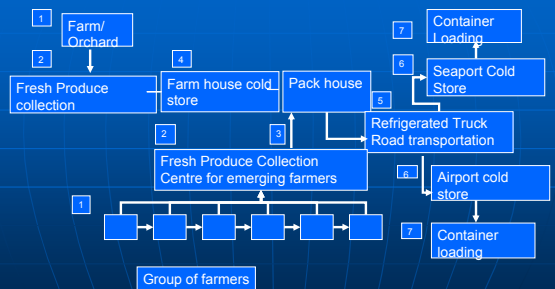 1
Farm/
Orchard
2
Fresh Produce
collection
4
Farm house cold
store
Pack house
5
Refrigerated Truck
Road transportation
6
Seaport Cold
Store
7
Container
Loading
6
Airport cold
store
7
Container
loading
2
3
Fresh Produce Collection
Centre for emerging farmers
1
Group of farmers